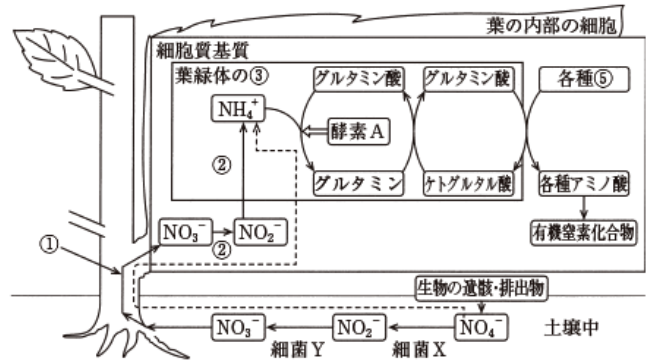 葉の内部の細胞
細胞質基質
葉緑体の③
グルタミン酸
グルタミン酸
各種⑤
NH₄⁺
酵素A
②
グルタミン
ケトグルタル酸
各種アミノ酸
①
NO₃⁻
NO₂⁻
②
有機窒素化合物
生物の遺骸・排出物
NO₃⁻
NO₂⁻
NO₄⁻
土壌中
細菌Y
細菌X